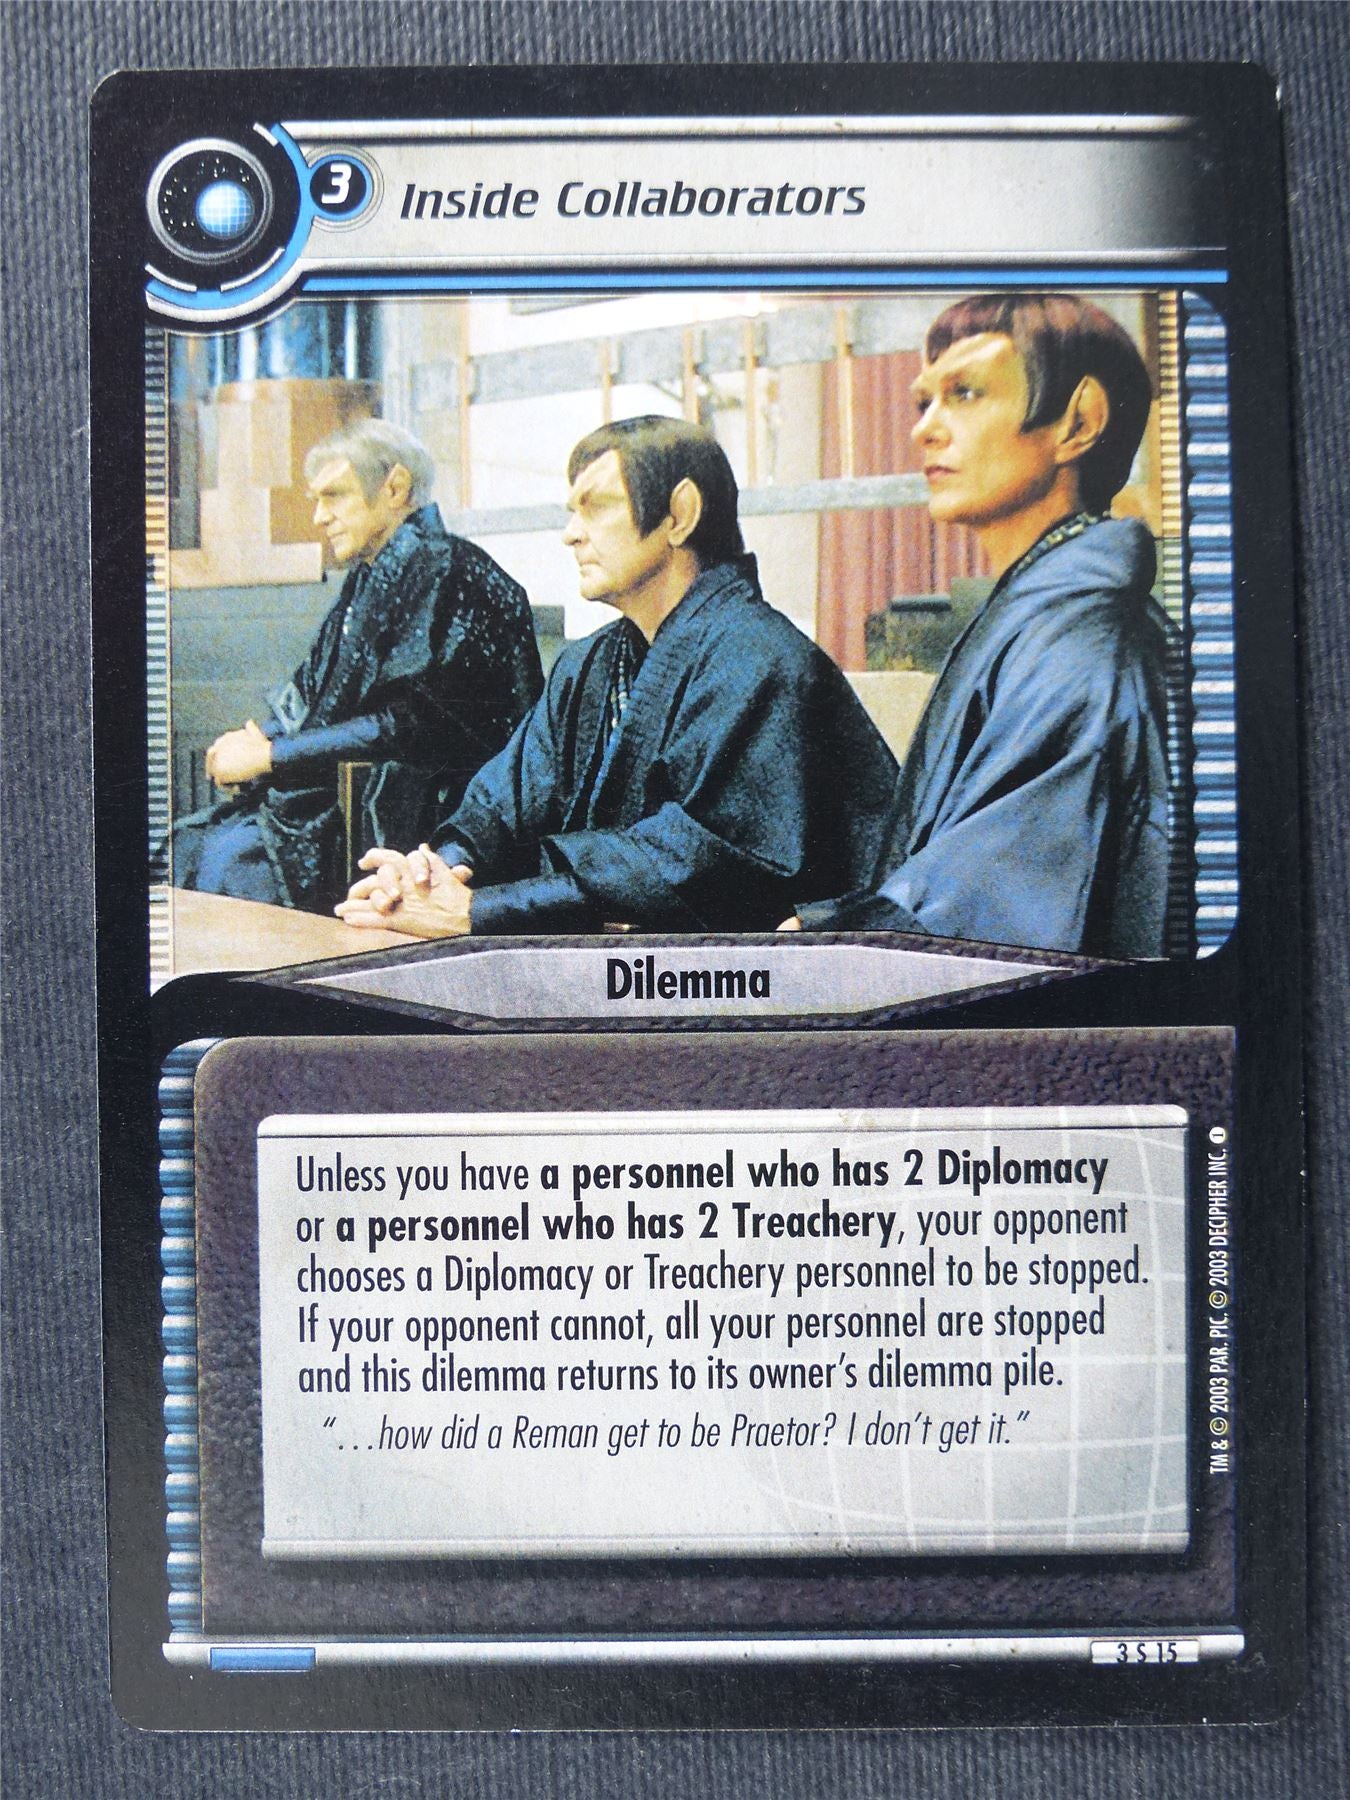 3 Inside Collaborators
Dilemma
Unless you have a personnel who has 2 Diplomacy
or a personnel who has 2 Treachery, your opponent
chooses a Diplomacy or Treachery personnel to be stopped.
If your opponent cannot, all your personnel are stopped
and this dilemma returns to its owner's dilemma pile.
"...how did a Reman get to be Praetor? I don't get it."
TM & © 2003 PAR. PIC. © 2003 DECIPHER INC. 1
3 S 15